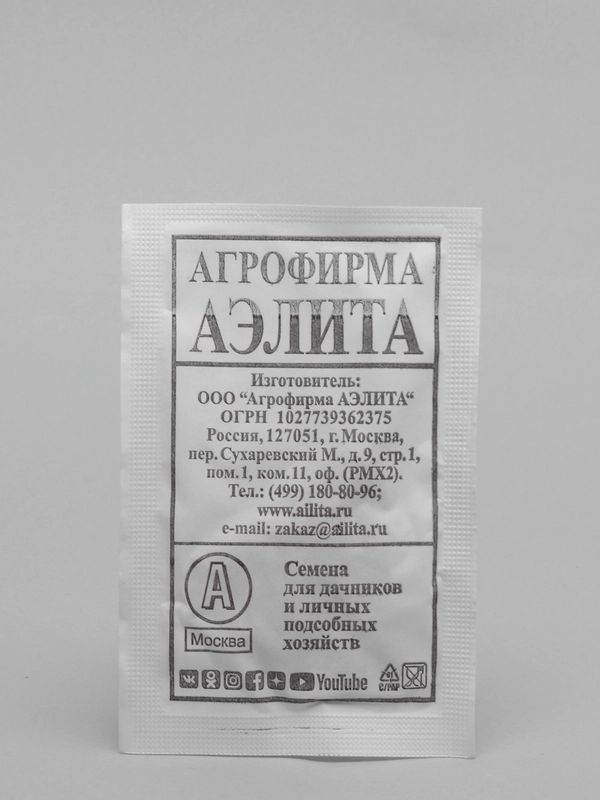 АГРОФИРМА
АЭЛИТА
Изготовитель:
ООО “Агрофирма АЭЛИТА“
ОГРН 1027739362375
Россия, 127051, г. Москва,
пер. Сухаревский М., д. 9, стр. 1,
пом. 1, ком. 11, оф. (РМХ2).
Тел.: (499) 180-80-96;
www.ailita.ru
e-mail: zakaz@ailita.ru
А
Москва
Семена
для дачников
и личных
подсобных
хозяйств
YouTube
81
C/PAP